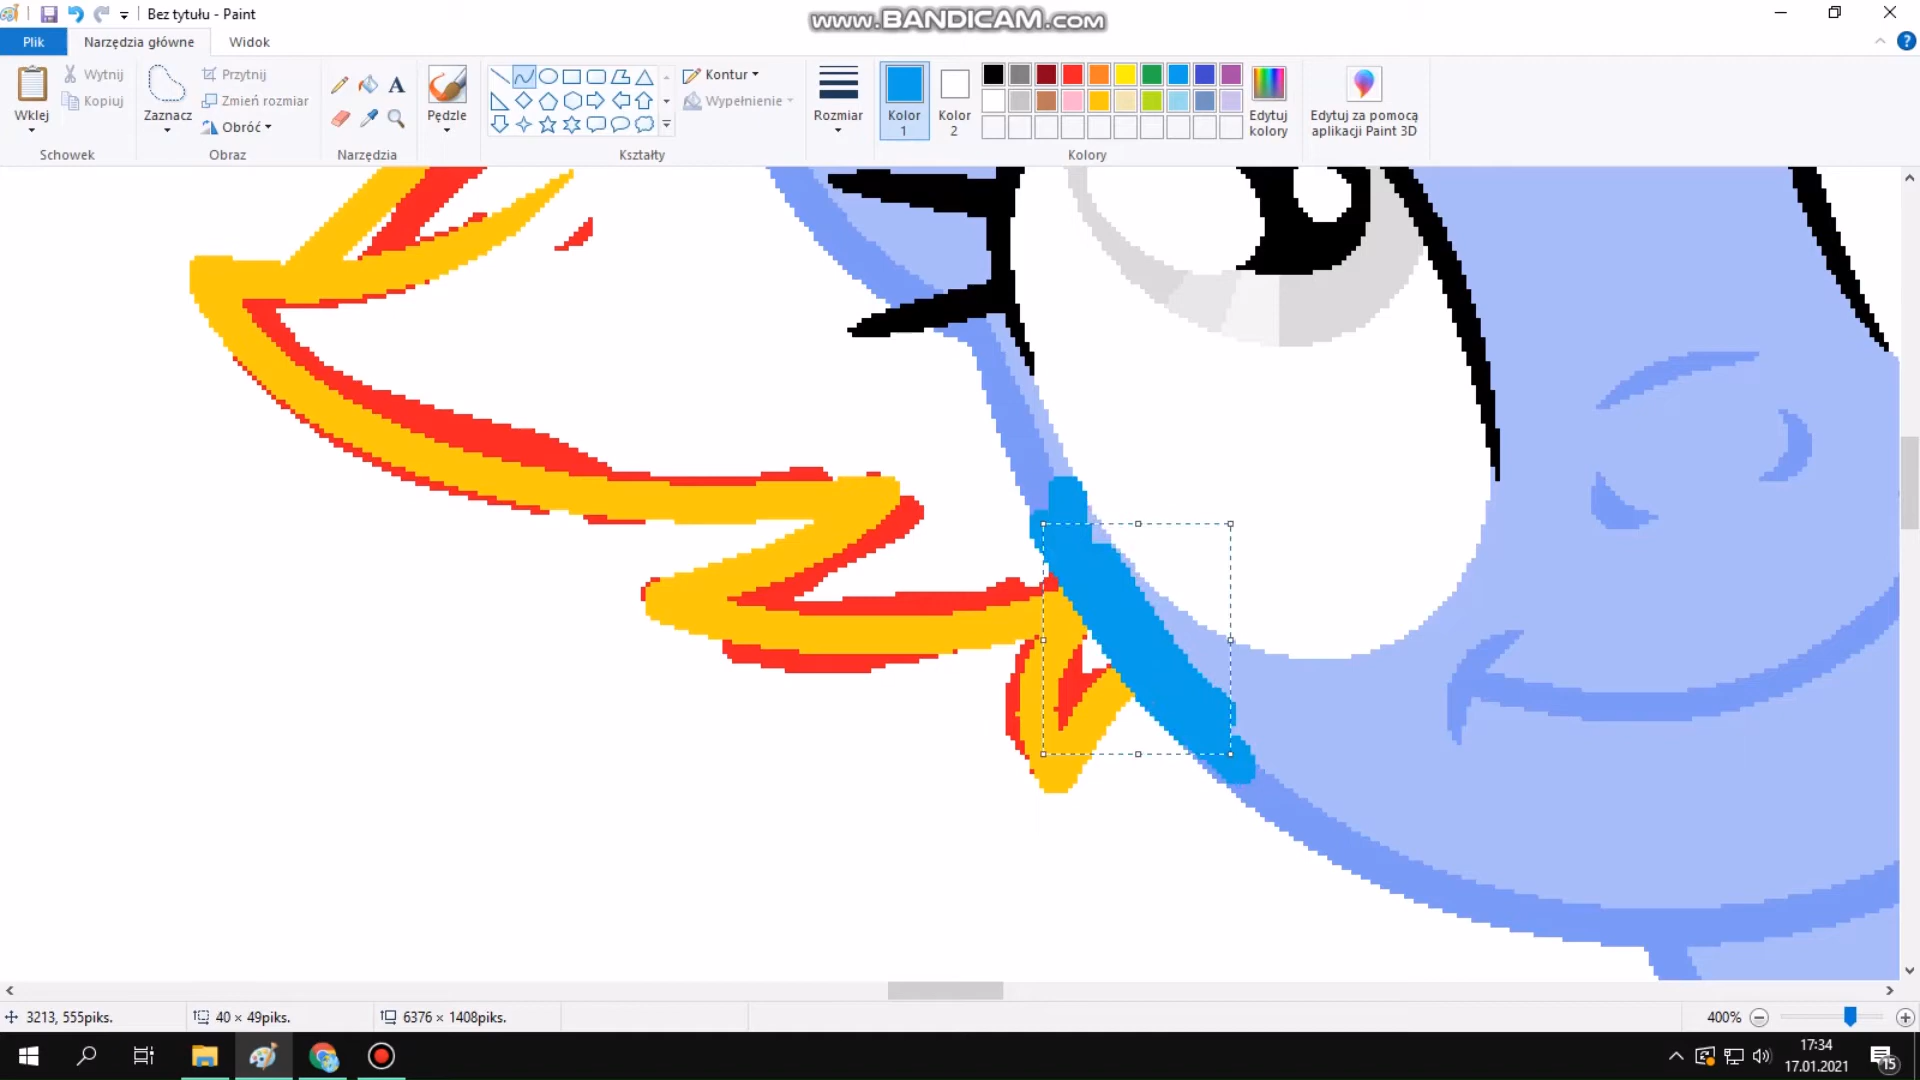 Bez tytułu - Paint
www.BANDICAM.com
Plik Narzędzia główne Widok
Wklej
Wytnij
Kopiuj
Schowek
Zaznacz
Przytnij
Zmień rozmiar
Obróć
Obraz
Narzędzia
Pędzle
Kształty
Kontur
Wypełnienie
Rozmiar
Kolor
1
Kolor
2
Kolory
Edytuj
kolory
Edytuj za pomocą
aplikacji Paint 3D
3213, 555piks. 40 × 49piks. 6376 × 1408piks. 400%
17:34
17.01.2021
15